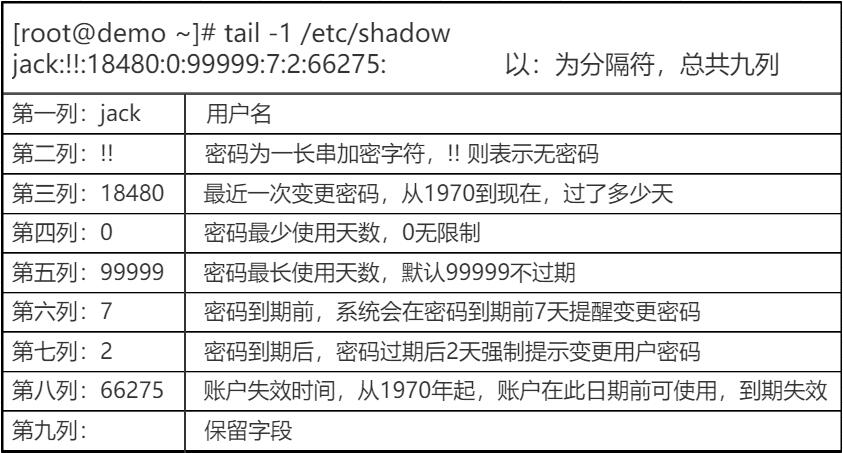 [root@demo ~]# tail -1 /etc/shadow
jack:!!:18480:0:99999:7:2:66275: 以：为分隔符，总共九列
第一列：jack 用户名
第二列：!! 密码为一长串加密字符，!! 则表示无密码
第三列：18480 最近一次变更密码，从1970到现在，过了多少天
第四列：0 密码最少使用天数，0无限制
第五列：99999 密码最长使用天数，默认99999不过期
第六列：7 密码到期前，系统会在密码到期前7天提醒变更密码
第七列：2 密码到期后，密码过期后2天强制提示变更用户密码
第八列：66275 账户失效时间，从1970年起，账户在此日期前可使用，到期失效
第九列： 保留字段